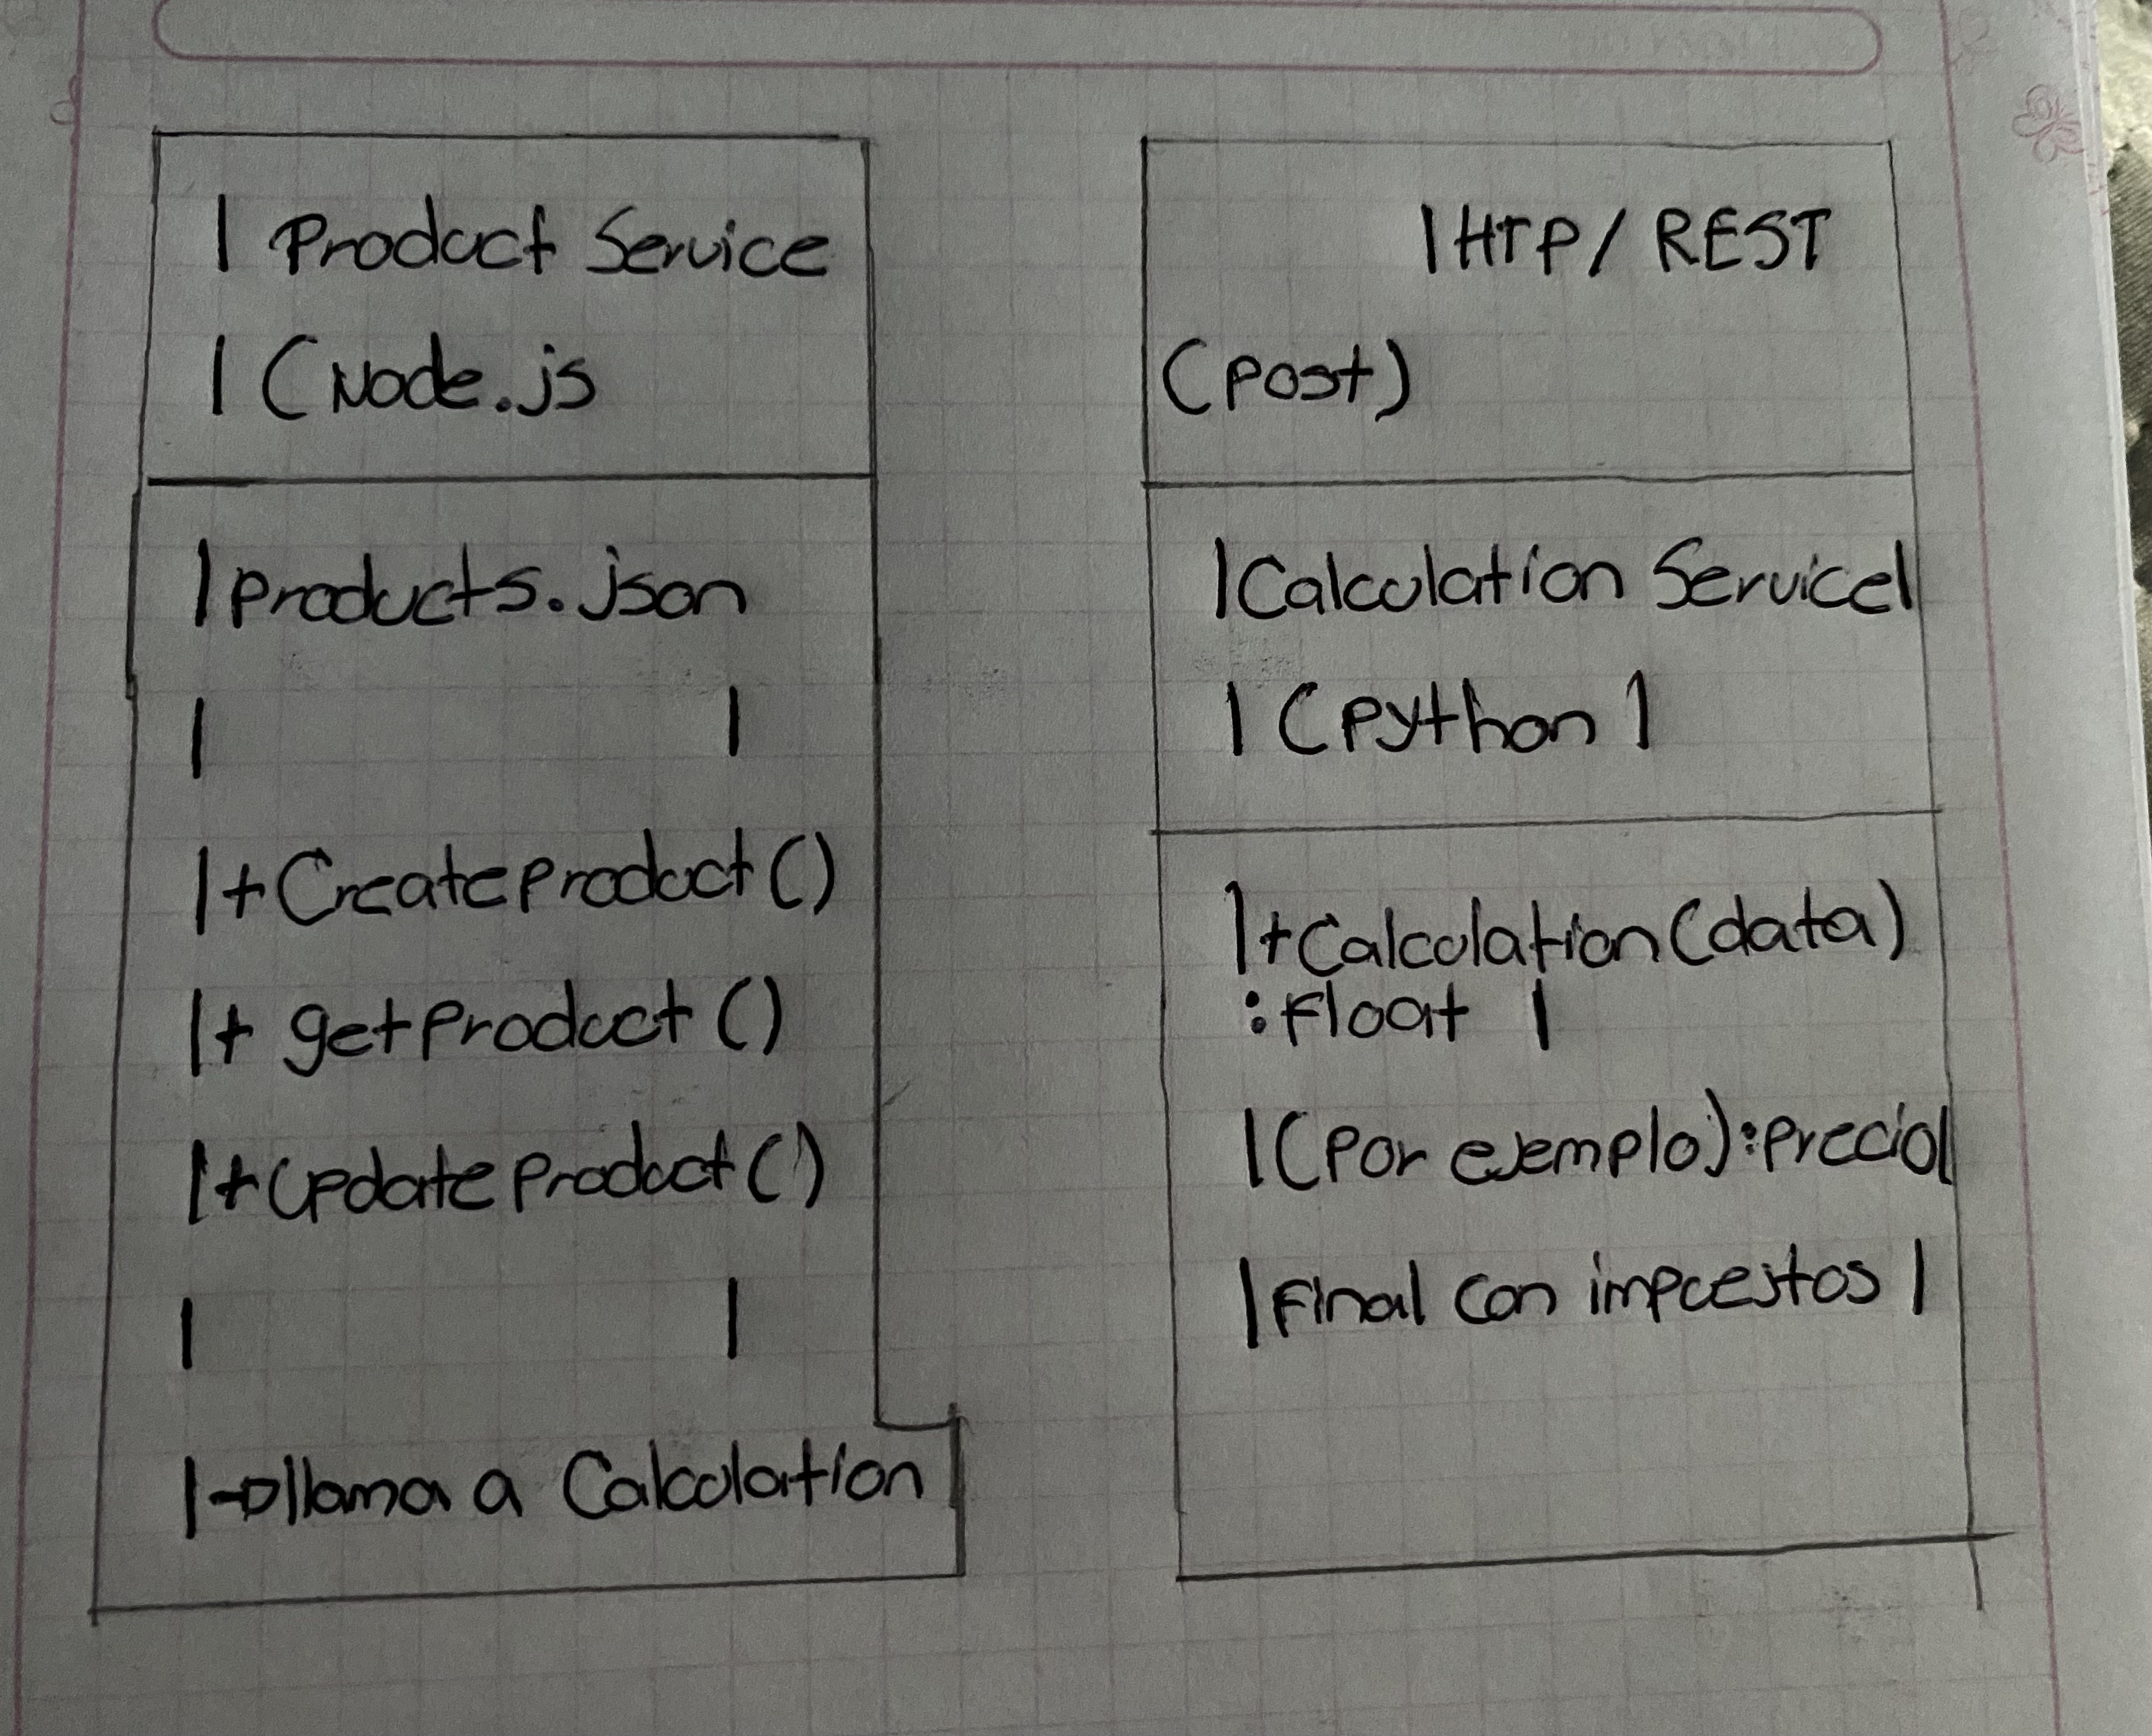 | Product Service
| (Node.js
| products.json
| |
|+Createproduct()
|+ getproduct()
|+Updateproduct()
| |
|→llama a Calculation|
|HTP/ REST
(post)
|Calculation Service|
| (python |
|+Calculation(data)
:float |
|(por ejemplo):precio|
|final con impuestos |